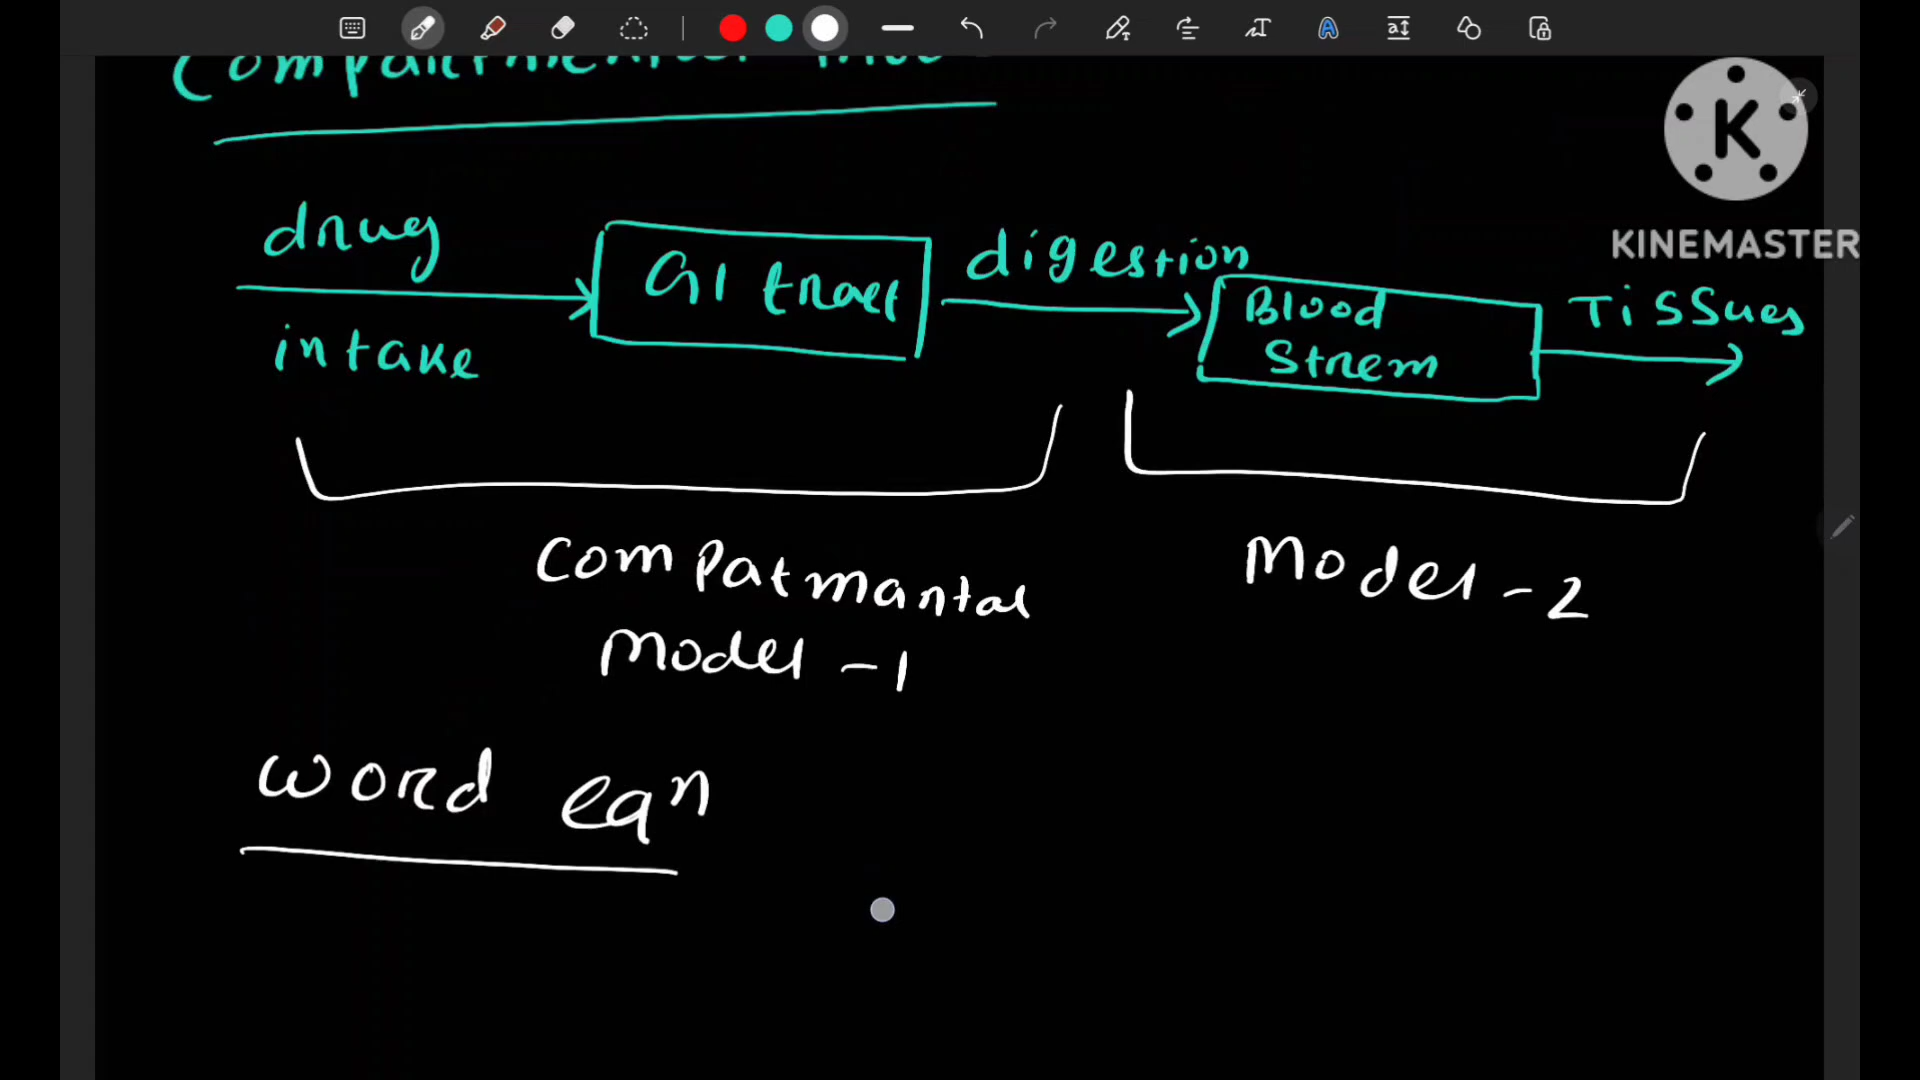 drug
intake
GI tract
digestion
Blood
Strem
Tissues
Compatmantal
Model - 1
Model - 2
word eqn
KINEMASTER